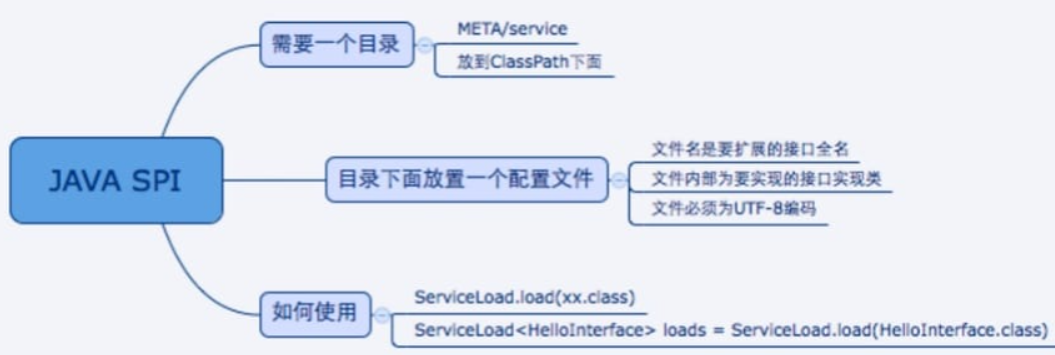 JAVA SPI
需要一个目录
META/service
放到ClassPath下面
目录下面放置一个配置文件
文件名是要扩展的接口全名
文件内部为要实现的接口实现类
文件必须为UTF-8编码
如何使用
ServiceLoad.load(xx.class)
ServiceLoad<HelloInterface> loads = ServiceLoad.load(HelloInterface.class)